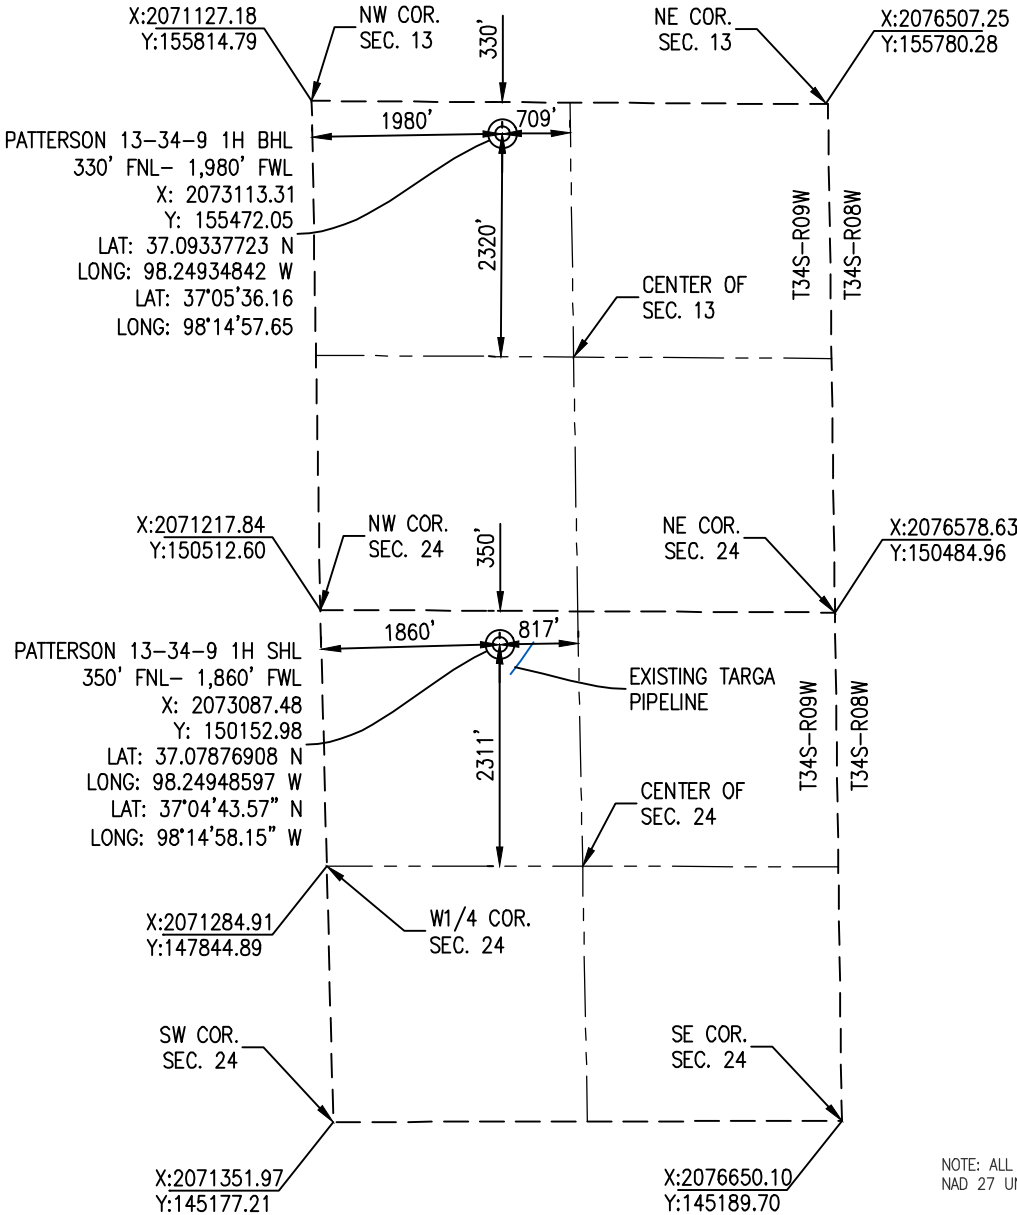 X:2071127.18
Y:155814.79
NW COR.
SEC. 13
330'
NE COR.
SEC. 13
X:2076507.25
Y:155780.28
1980'
709'
PATTERSON 13-34-9 1H BHL
330' FNL- 1,980' FWL
X: 2073113.31
Y: 155472.05
LAT: 37.09337723 N
LONG: 98.24934842 W
LAT: 37°05'36.16
LONG: 98°14'57.65
2320'
CENTER OF
SEC. 13
T34S-R09W
T34S-R08W
X:2071217.84
Y:150512.60
NW COR.
SEC. 24
350'
NE COR.
SEC. 24
X:2076578.63
Y:150484.96
1860'
817'
PATTERSON 13-34-9 1H SHL
350' FNL- 1,860' FWL
X: 2073087.48
Y: 150152.98
LAT: 37.07876908 N
LONG: 98.24948597 W
LAT: 37°04'43.57" N
LONG: 98°14'58.15" W
2311'
EXISTING TARGA
PIPELINE
T34S-R09W
T34S-R08W
CENTER OF
SEC. 24
X:2071284.91
Y:147844.89
W1/4 COR.
SEC. 24
SW COR.
SEC. 24
SE COR.
SEC. 24
X:2071351.97
Y:145177.21
X:2076650.10
Y:145189.70
NOTE: ALL
NAD 27